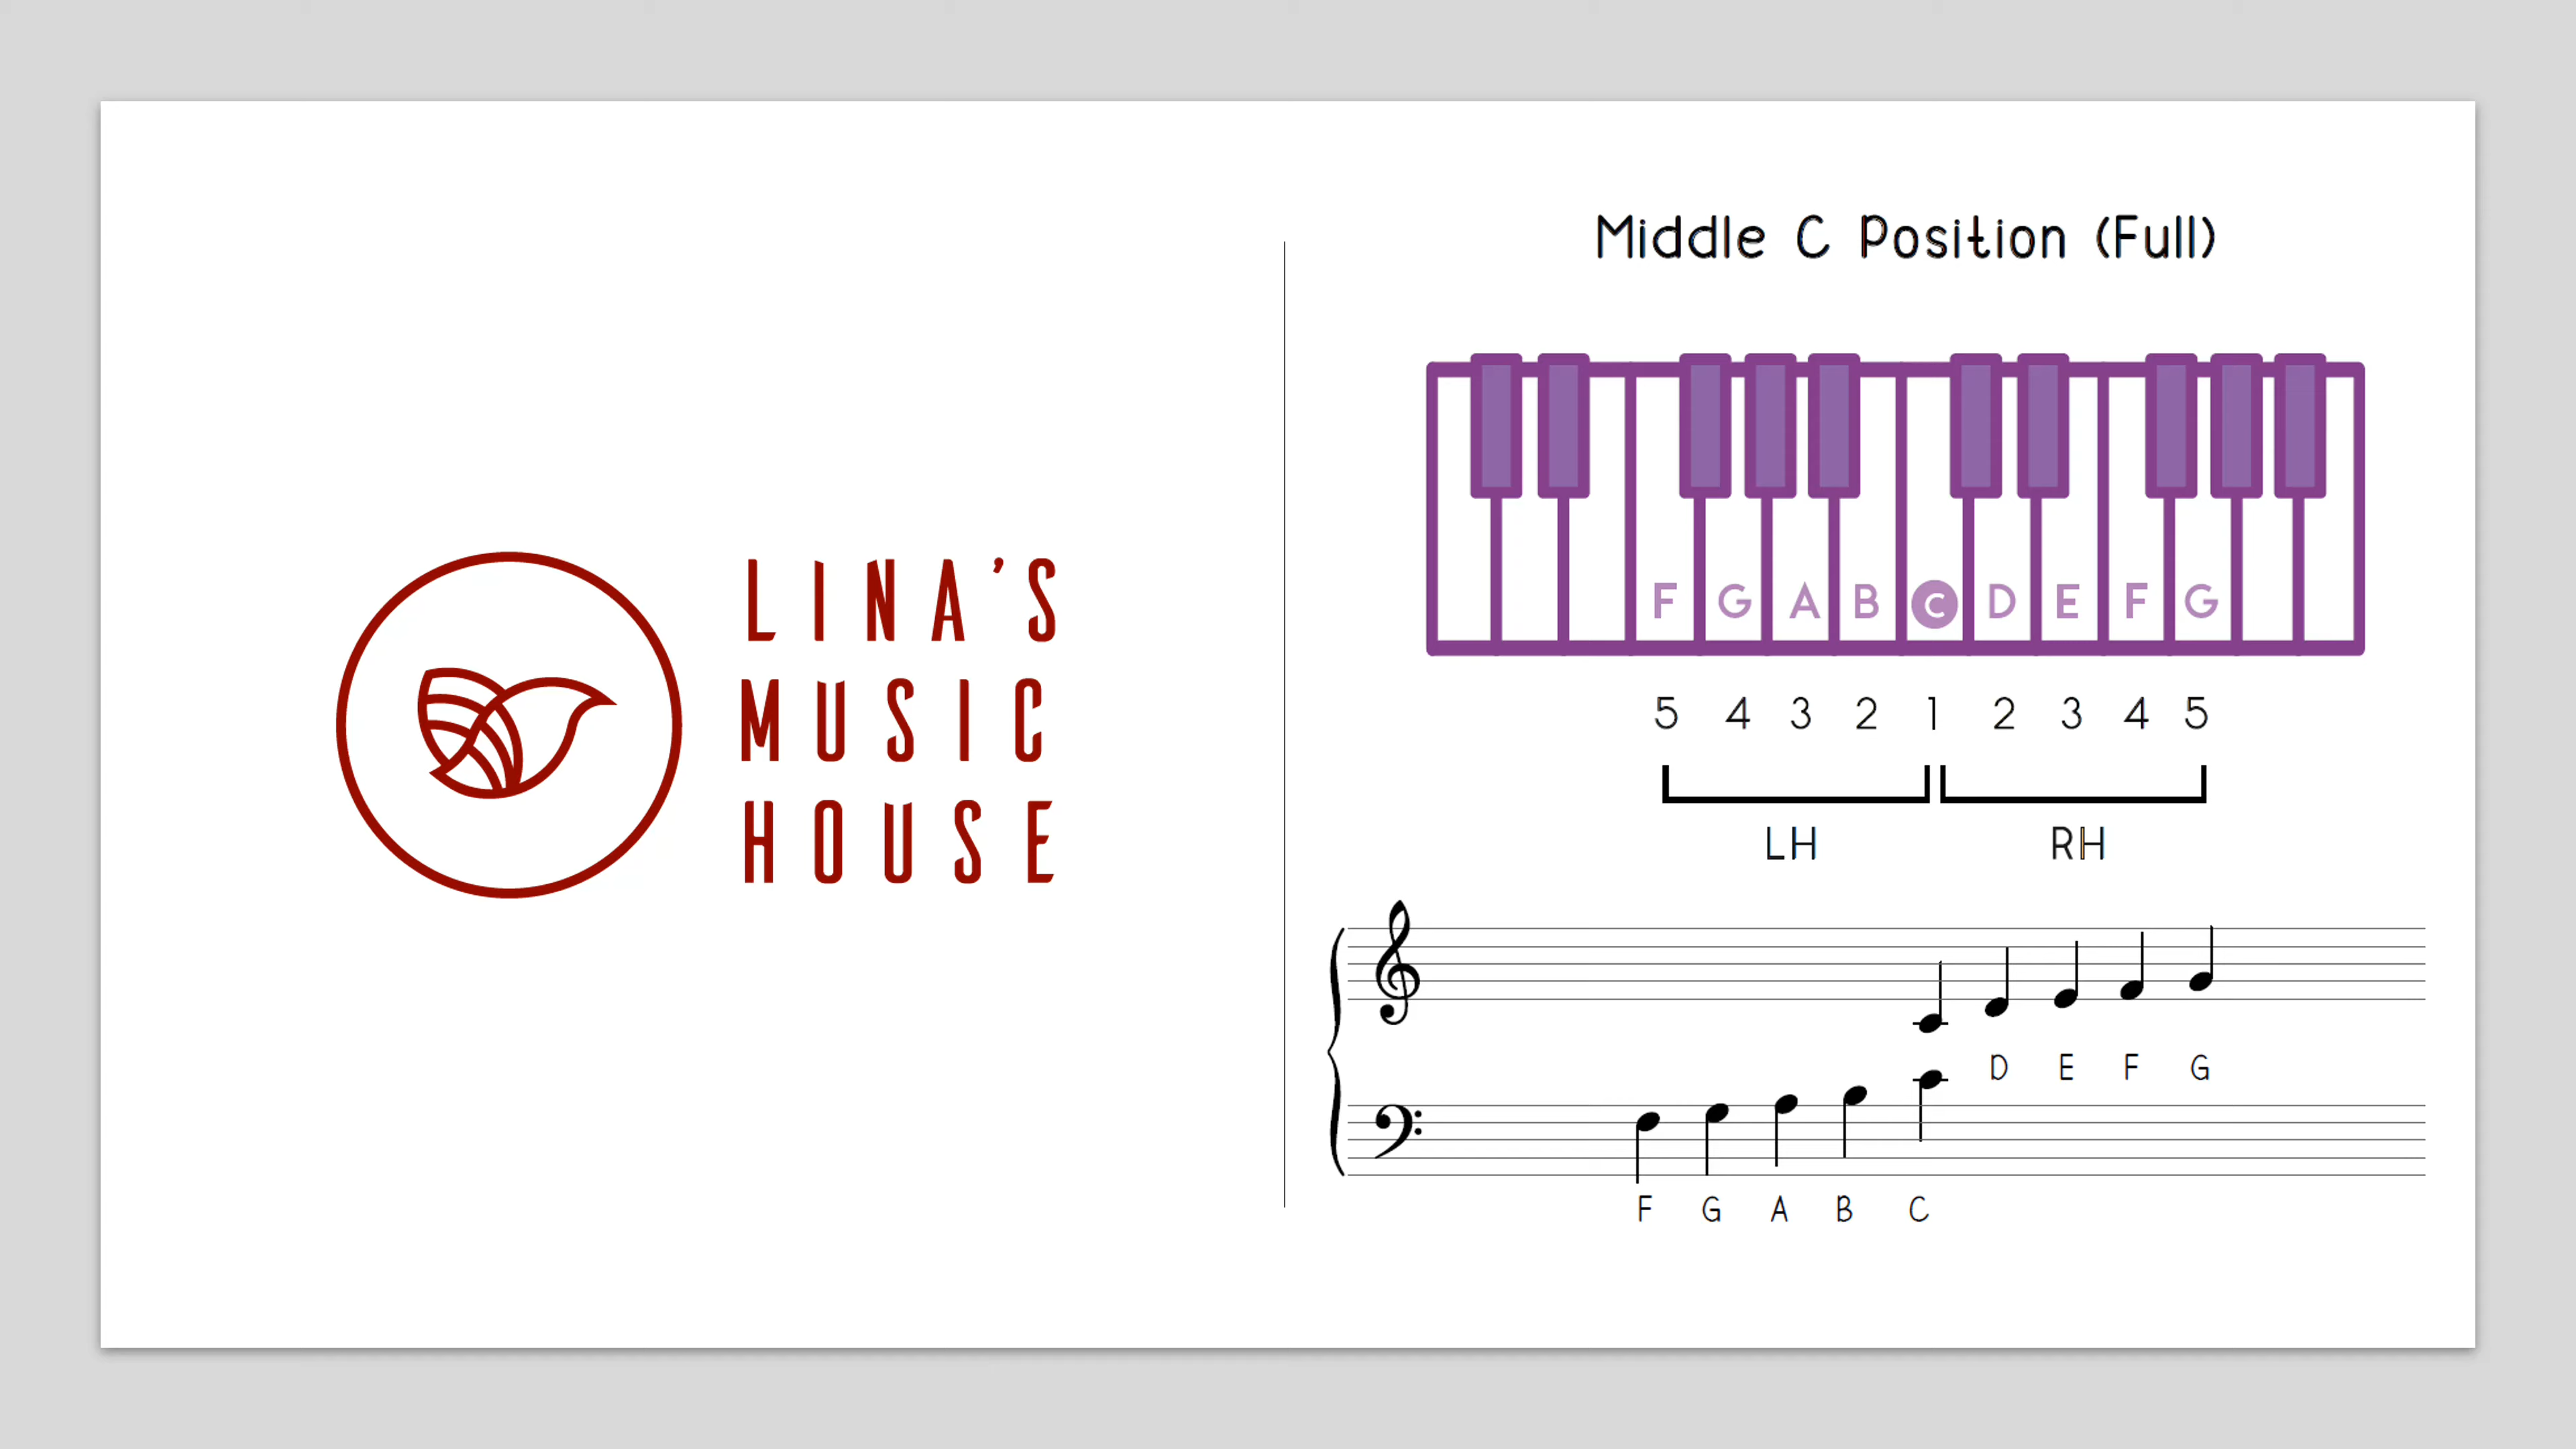 LINA'S
MUSIC
HOUSE
Middle C Position (Full)
F G A B C D E F G
5 4 3 2 1 2 3 4 5
LH RH
D E F G
F G A B C